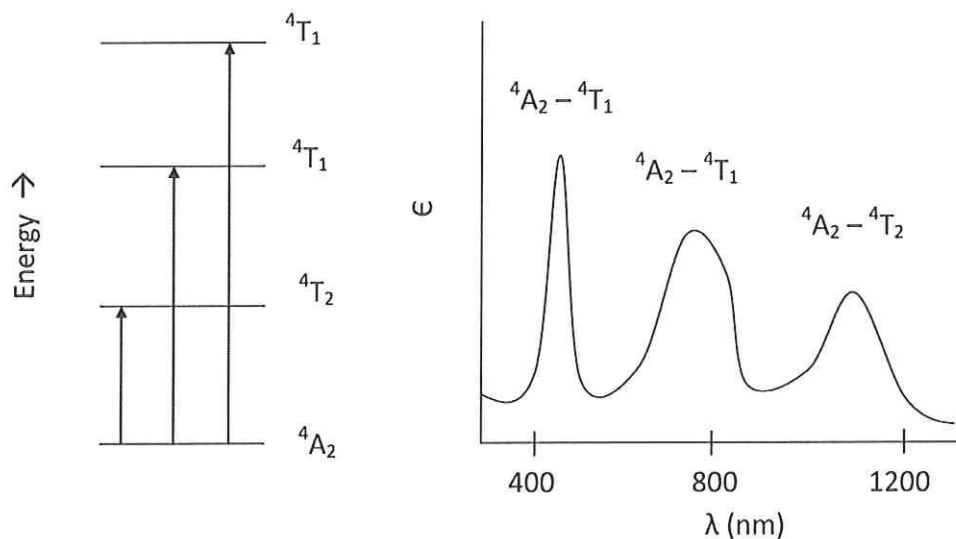 ⁴T₁
⁴T₁
⁴T₂
⁴A₂
Energy →
⁴A₂ – ⁴T₁
⁴A₂ – ⁴T₁
⁴A₂ – ⁴T₂
ϵ
400 800 1200
λ (nm)